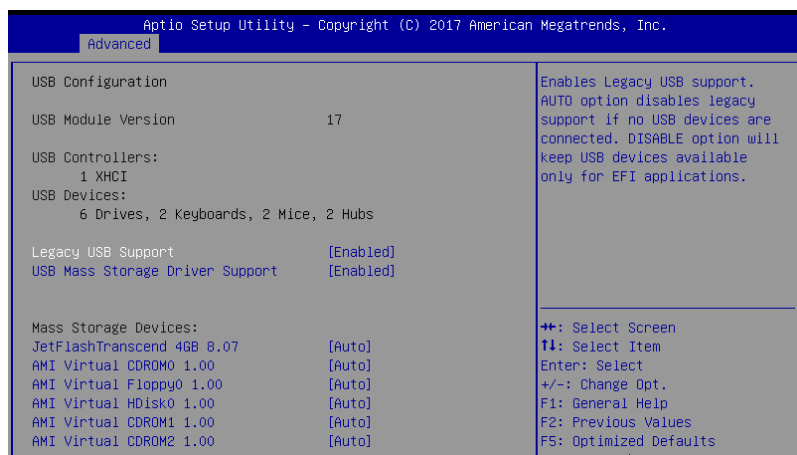 Aptio Setup Utility – Copyright (C) 2017 American Megatrends, Inc.
Advanced
USB Configuration
USB Module Version 17
USB Controllers:
1 XHCI
USB Devices:
6 Drives, 2 Keyboards, 2 Mice, 2 Hubs
Legacy USB Support [Enabled]
USB Mass Storage Driver Support [Enabled]
Mass Storage Devices:
JetFlashTranscend 4GB 8.07 [Auto]
AMI Virtual CDROM0 1.00 [Auto]
AMI Virtual Floppy0 1.00 [Auto]
AMI Virtual HDisk0 1.00 [Auto]
AMI Virtual CDROM1 1.00 [Auto]
AMI Virtual CDROM2 1.00 [Auto]
Enables Legacy USB support.
AUTO option disables legacy
support if no USB devices are
connected. DISABLE option will
keep USB devices available
only for EFI applications.
→←: Select Screen
↑↓: Select Item
Enter: Select
+/-: Change Opt.
F1: General Help
F2: Previous Values
F5: Optimized Defaults